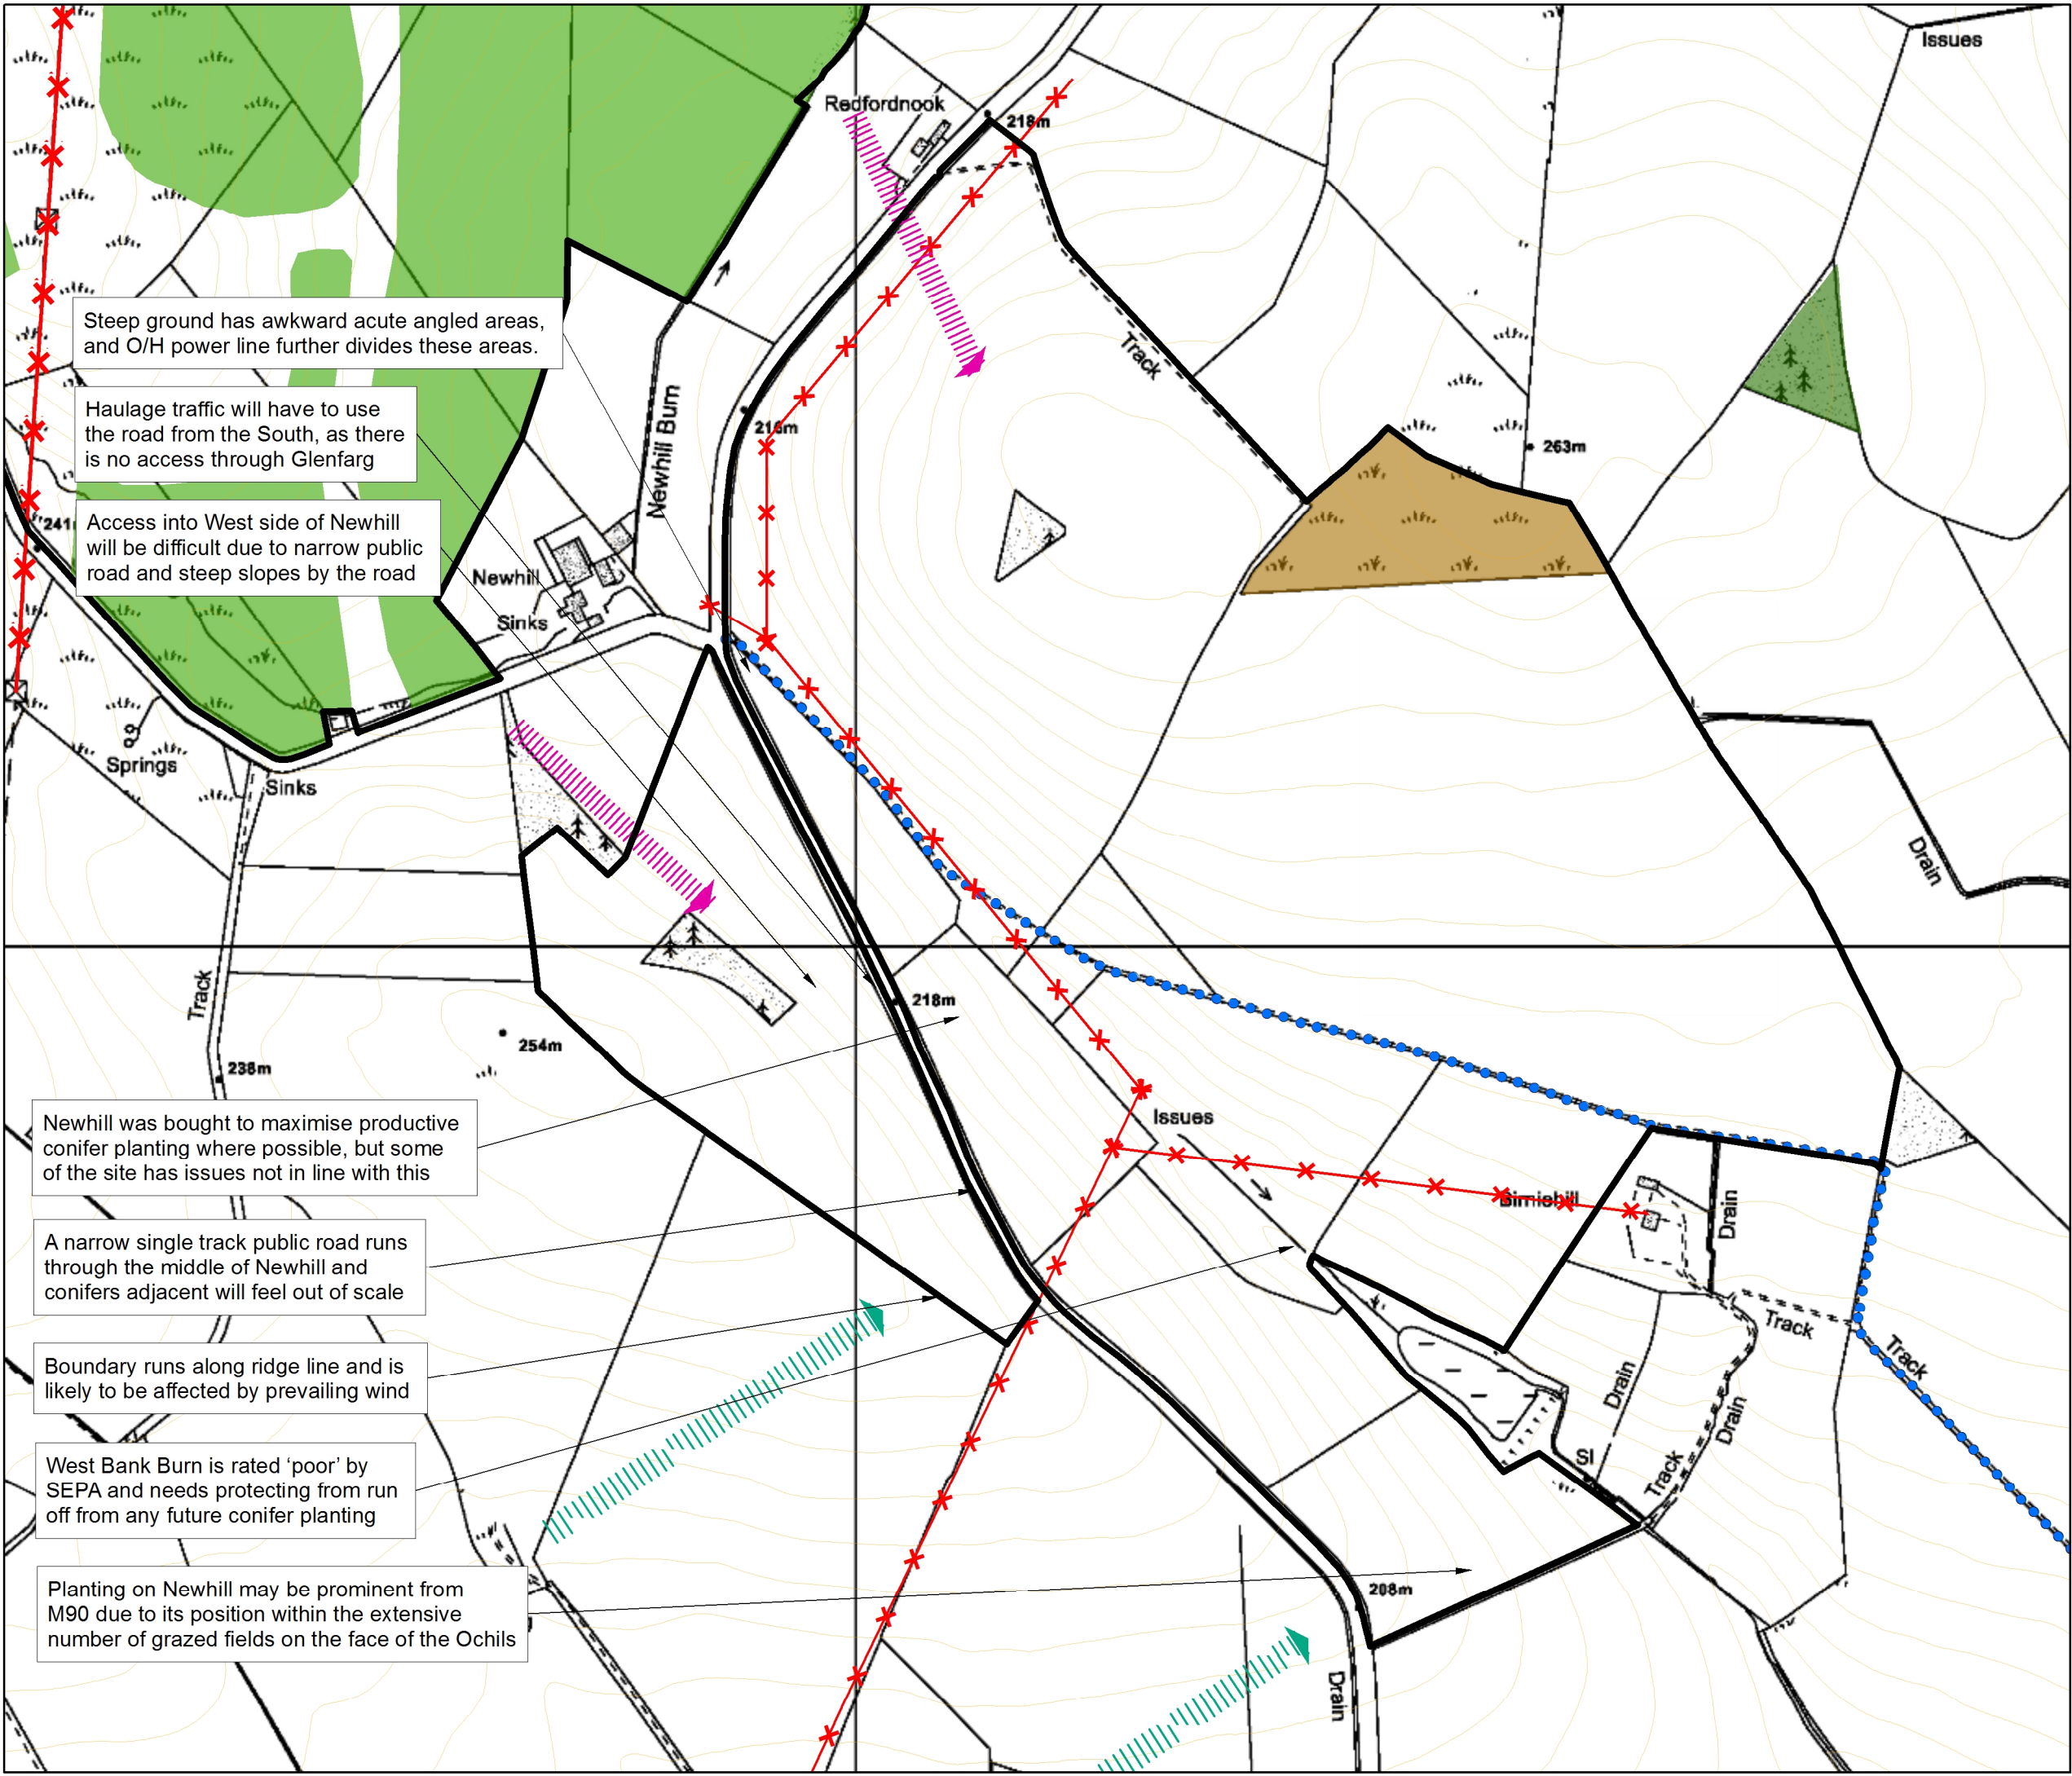 Issues
Redfordnook
218m
Steep ground has awkward acute angled areas,
and O/H power line further divides these areas.
Track
Haulage traffic will have to use
the road from the South, as there
is no access through Glenfarg
Newhill Burn
216m
263m
Access into West side of Newhill
will be difficult due to narrow public
road and steep slopes by the road
241
Newhill
Sinks
Springs
Sinks
Drain
Track
218m
254m
238m
Newhill was bought to maximise productive
conifer planting where possible, but some
of the site has issues not in line with this
Issues
Birniehill
Drain
A narrow single track public road runs
through the middle of Newhill and
conifers adjacent will feel out of scale
Track
Track
Boundary runs along ridge line and is
likely to be affected by prevailing wind
Drain
Drain
West Bank Burn is rated ‘poor’ by
SEPA and needs protecting from run
off from any future conifer planting
Sl
Track
Planting on Newhill may be prominent from
M90 due to its position within the extensive
number of grazed fields on the face of the Ochils
208m
Drain